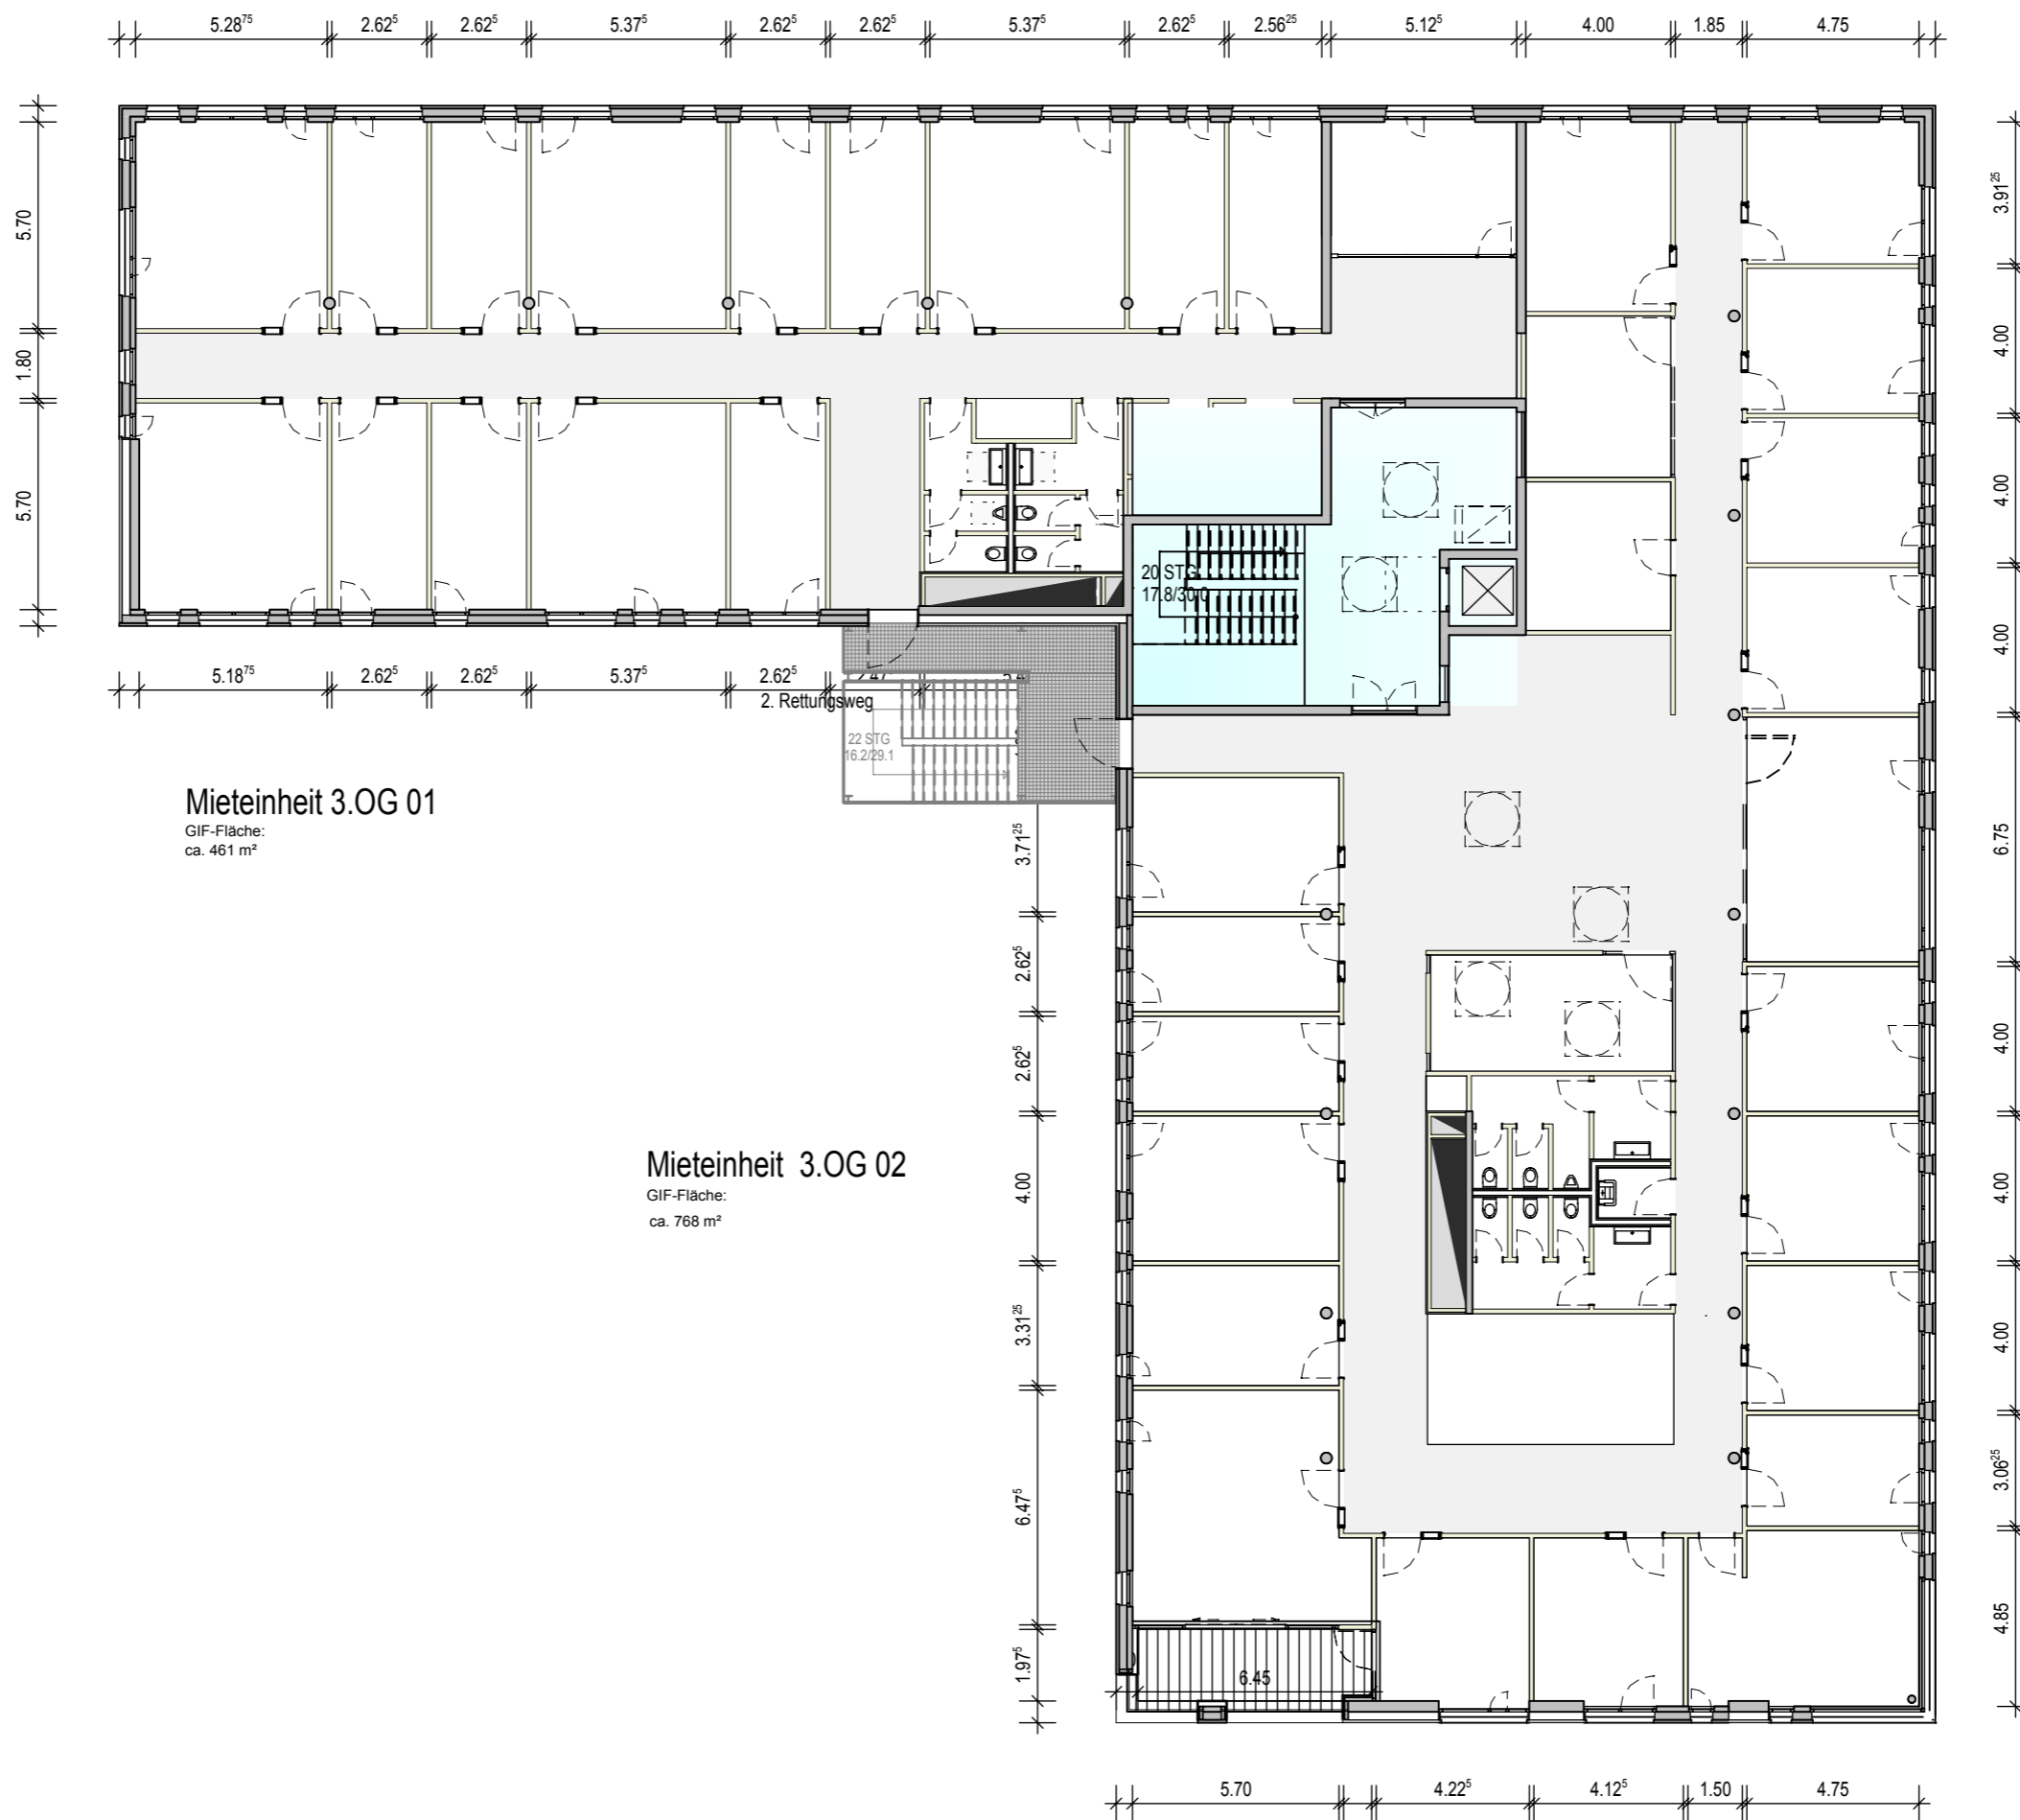 5.28⁷⁵ 2.62⁵ 2.62⁵ 5.37⁵ 2.62⁵ 2.62⁵ 5.37⁵ 2.62⁵ 2.56²⁵ 5.12⁵ 4.00 1.85 4.75
5.70
1.80
5.70
3.91²⁵
4.00
4.00
4.00
6.75
4.00
4.00
4.00
3.06²⁵
4.85
20 STG
17.8/30.0
5.18⁷⁵ 2.62⁵ 2.62⁵ 5.37⁵ 2.62⁵ 2.47⁵
2. Rettungsweg
22 STG
16.2/29.1
Mieteinheit 3.OG 01
GIF-Fläche:
ca. 461 m²
3.71²⁵
2.62⁵
2.62⁵
4.00
3.31²⁵
6.47⁵
1.97⁵
Mieteinheit 3.OG 02
GIF-Fläche:
ca. 768 m²
6.45
5.70 4.22⁵ 4.12⁵ 1.50 4.75